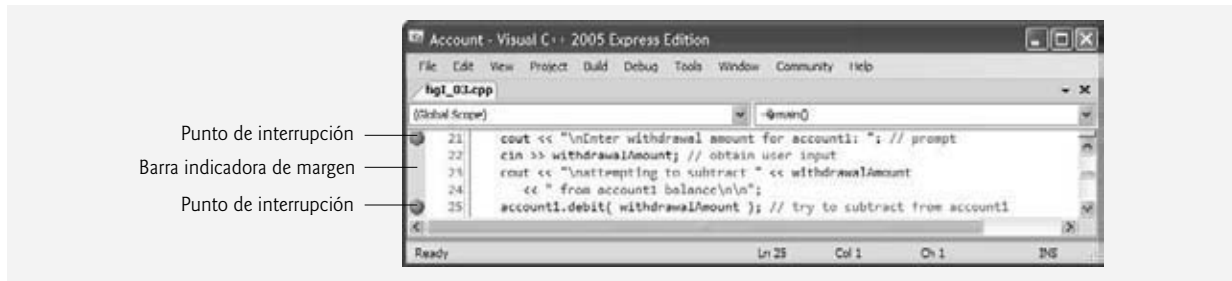 Account - Visual C++ 2005 Express Edition
File Edit View Project Build Debug Tools Window Community Help
fig1_03.cpp
(Global Scope) main()
Punto de interrupción
21 cout << "\nEnter withdrawal amount for account1: "; // prompt
22 cin >> withdrawalAmount; // obtain user input
Barra indicadora de margen
23 cout << "\nattempting to subtract " << withdrawalAmount
24 << " from account1 balance\n\n";
Punto de interrupción
25 account1.debit( withdrawalAmount ); // try to subtract from account1
Ready Ln 25 Col 1 Ch 1 INS